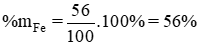 %m_Fe = 56/100 .100% = 56%